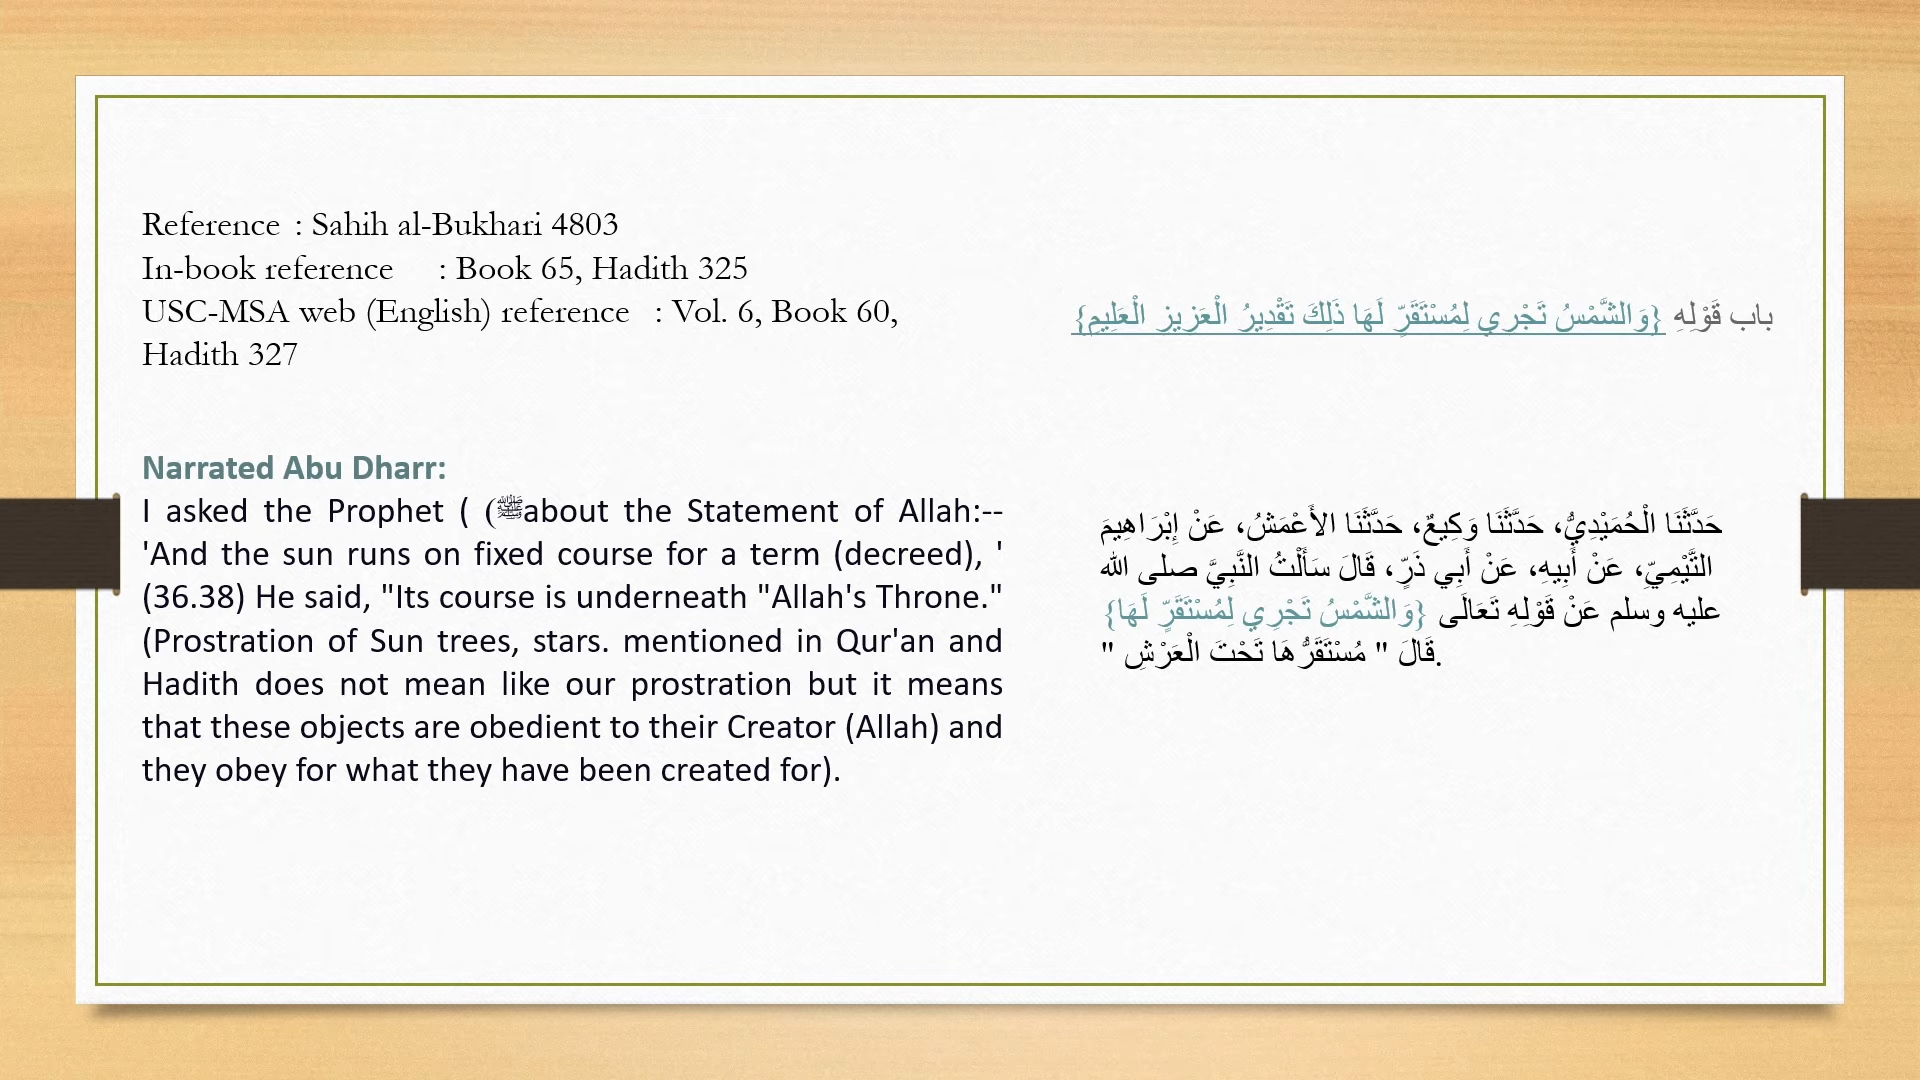 Reference : Sahih al-Bukhari 4803
In-book reference : Book 65, Hadith 325
USC-MSA web (English) reference : Vol. 6, Book 60,
Hadith 327
باب قَوْلِهِ {وَالشَّمْسُ تَجْرِي لِمُسْتَقَرٍّ لَهَا ذَلِكَ تَقْدِيرُ الْعَزِيزِ الْعَلِيمِ}
Narrated Abu Dharr:
I asked the Prophet ( (ﷺabout the Statement of Allah:--
'And the sun runs on fixed course for a term (decreed), '
(36.38) He said, "Its course is underneath "Allah's Throne."
(Prostration of Sun trees, stars. mentioned in Qur'an and
Hadith does not mean like our prostration but it means
that these objects are obedient to their Creator (Allah) and
they obey for what they have been created for).
حَدَّثَنَا الْحُمَيْدِيُّ، حَدَّثَنَا وَكِيعٌ، حَدَّثَنَا الأَعْمَشُ، عَنْ إِبْرَاهِيمَ
التَّيْمِيِّ، عَنْ أَبِيهِ، عَنْ أَبِي ذَرٍّ، قَالَ سَأَلْتُ النَّبِيَّ صلى الله
عليه وسلم عَنْ قَوْلِهِ تَعَالَى {وَالشَّمْسُ تَجْرِي لِمُسْتَقَرٍّ لَهَا}
قَالَ " مُسْتَقَرُّهَا تَحْتَ الْعَرْشِ ".